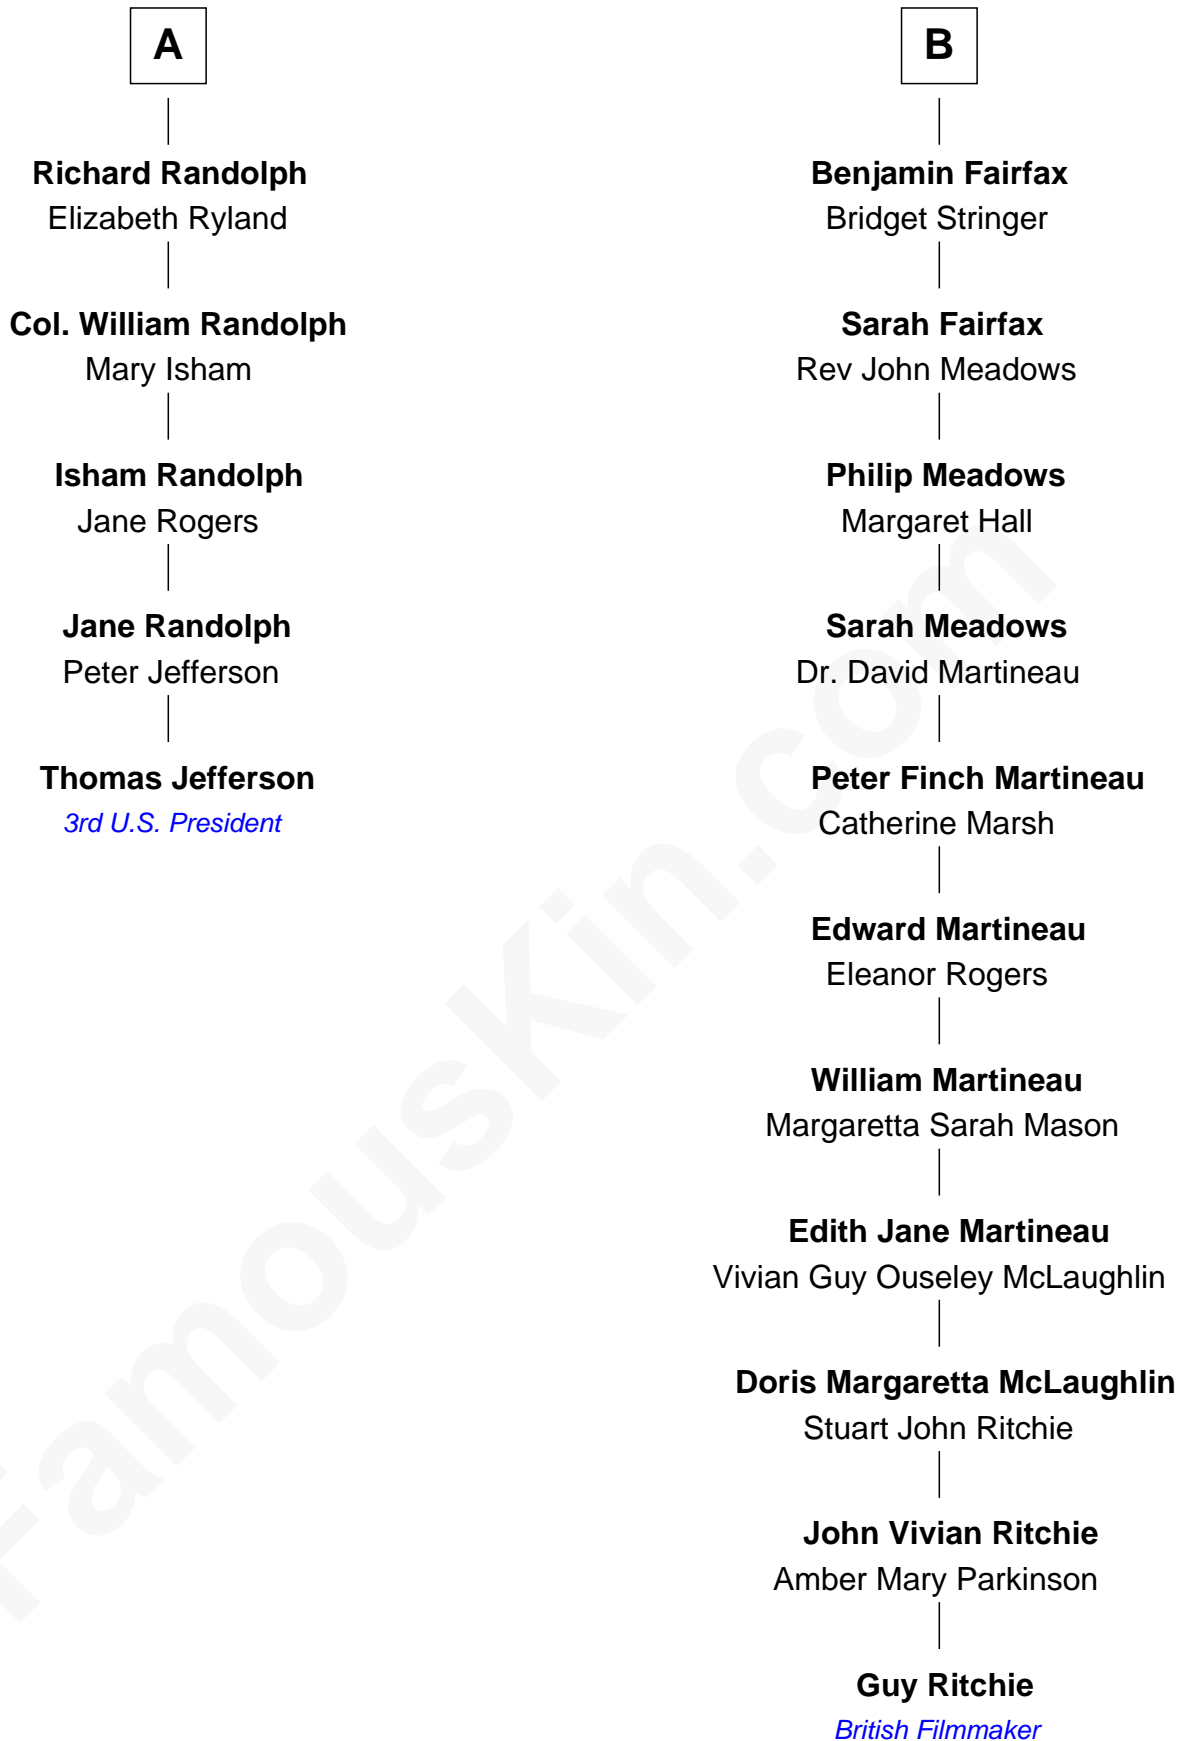 A
Richard Randolph
Elizabeth Ryland
Col. William Randolph
Mary Isham
Isham Randolph
Jane Rogers
Jane Randolph
Peter Jefferson
Thomas Jefferson
3rd U.S. President
B
Benjamin Fairfax
Bridget Stringer
Sarah Fairfax
Rev John Meadows
Philip Meadows
Margaret Hall
Sarah Meadows
Dr. David Martineau
Peter Finch Martineau
Catherine Marsh
Edward Martineau
Eleanor Rogers
William Martineau
Margaretta Sarah Mason
Edith Jane Martineau
Vivian Guy Ouseley McLaughlin
Doris Margaretta McLaughlin
Stuart John Ritchie
John Vivian Ritchie
Amber Mary Parkinson
Guy Ritchie
British Filmmaker
FamousKin.com